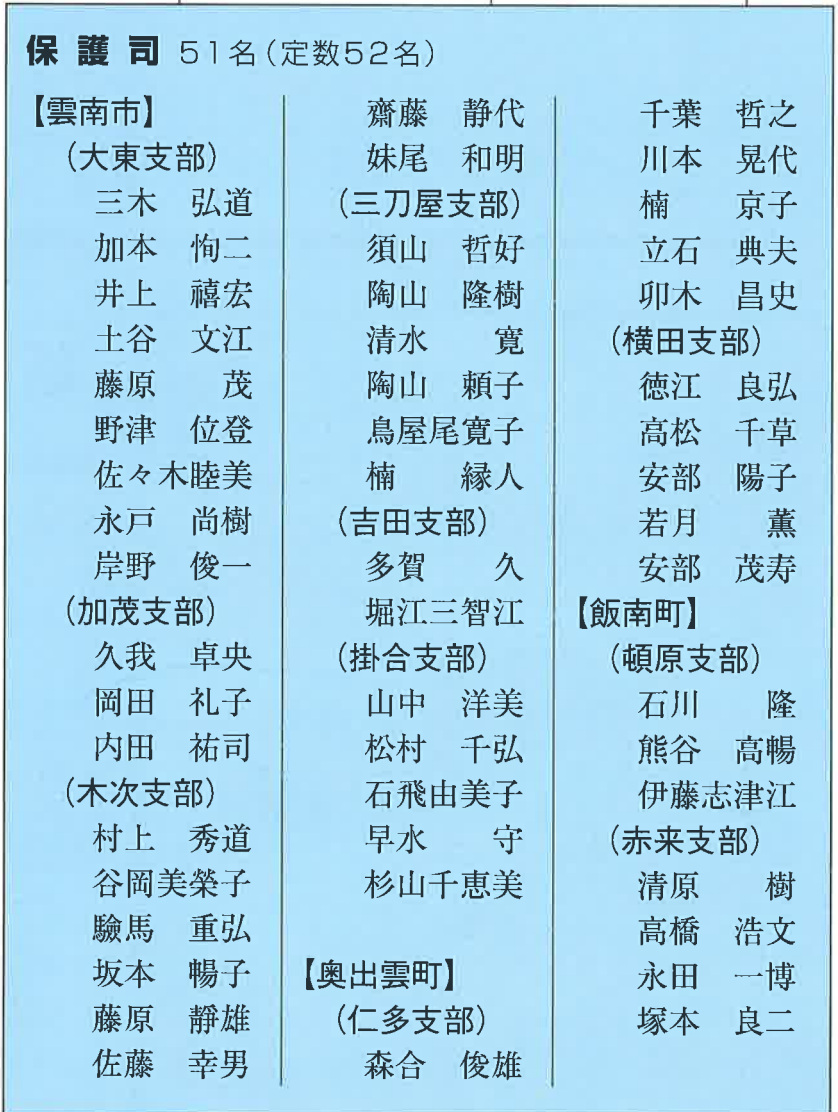 保護司 51名(定数52名)
【雲南市】
(大東支部)
三木 弘道
加本 恂二
井上 禧宏
土谷 文江
藤原 茂
野津 位登
佐々木睦美
永戸 尚樹
岸野 俊一
(加茂支部)
久我 卓央
岡田 礼子
内田 祐司
(木次支部)
村上 秀道
谷岡美榮子
驗馬 重弘
坂本 暢子
藤原 靜雄
佐藤 幸男
齋藤 静代
妹尾 和明
(三刀屋支部)
須山 哲好
陶山 隆樹
清水 寛
陶山 頼子
鳥屋尾寛子
楠 縁人
(吉田支部)
多賀 久
堀江三智江
(掛合支部)
山中 洋美
松村 千弘
石飛由美子
早水 守
杉山千恵美
【奥出雲町】
(仁多支部)
森合 俊雄
千葉 哲之
川本 晃代
楠 京子
立石 典夫
卯木 昌史
(横田支部)
徳江 良弘
高松 千草
安部 陽子
若月 薫
安部 茂寿
【飯南町】
(頓原支部)
石川 隆
熊谷 高暢
伊藤志津江
(赤来支部)
清原 樹
高橋 浩文
永田 一博
塚本 良二